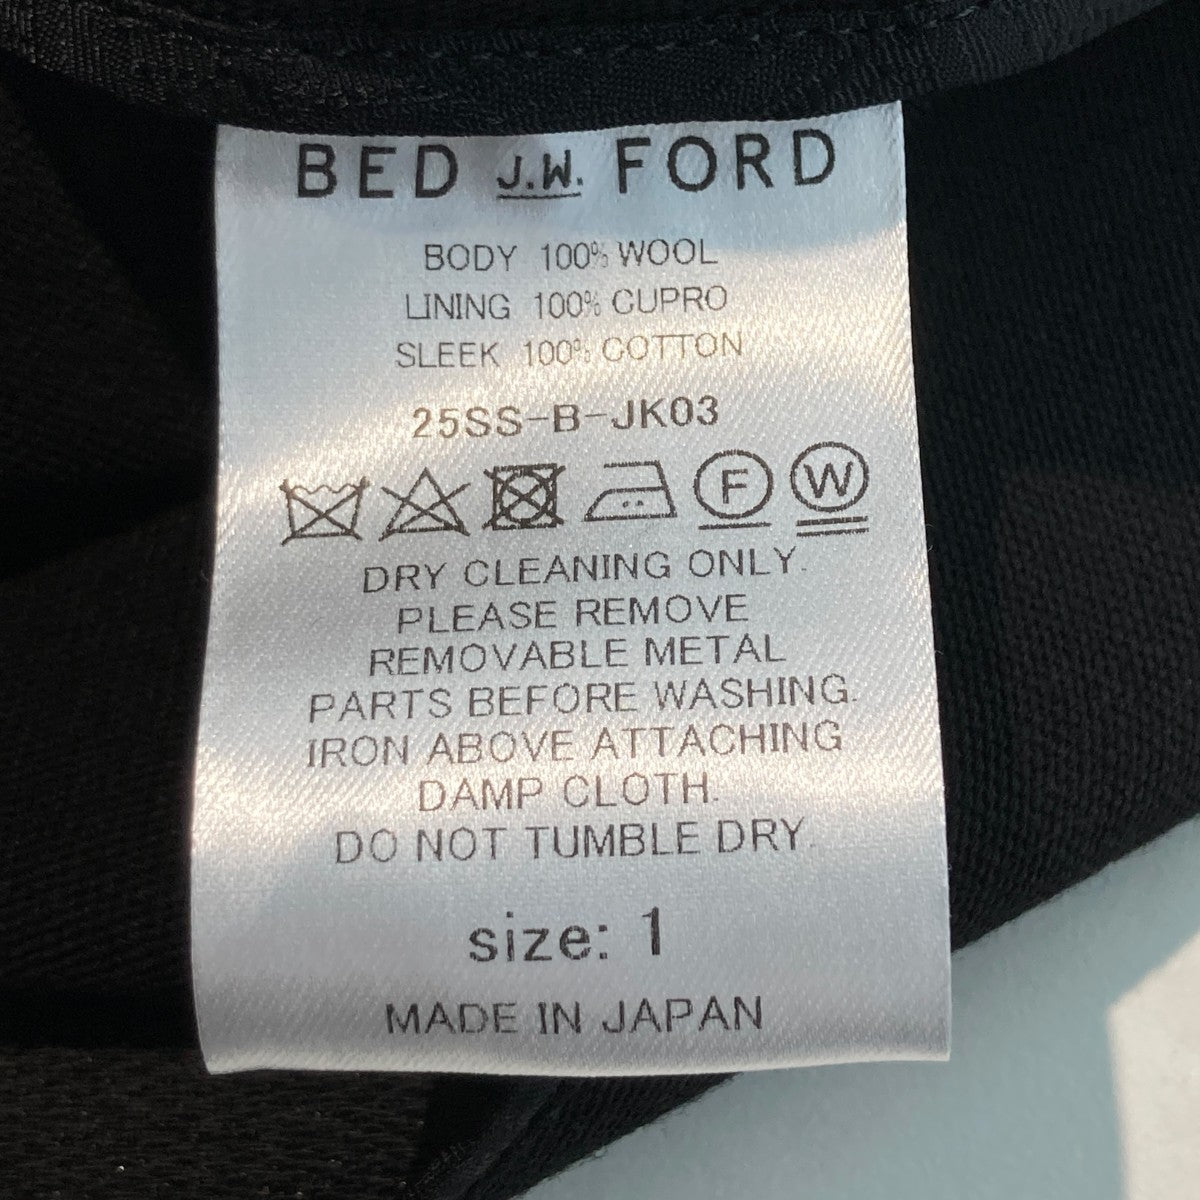 BED J.W. FORD
BODY 100% WOOL
LINING 100% CUPRO
SLEEK 100% COTTON
25SS-B-JK03
F W
DRY CLEANING ONLY.
PLEASE REMOVE
REMOVABLE METAL
PARTS BEFORE WASHING.
IRON ABOVE ATTACHING
DAMP CLOTH.
DO NOT TUMBLE DRY.
size: 1
MADE IN JAPAN